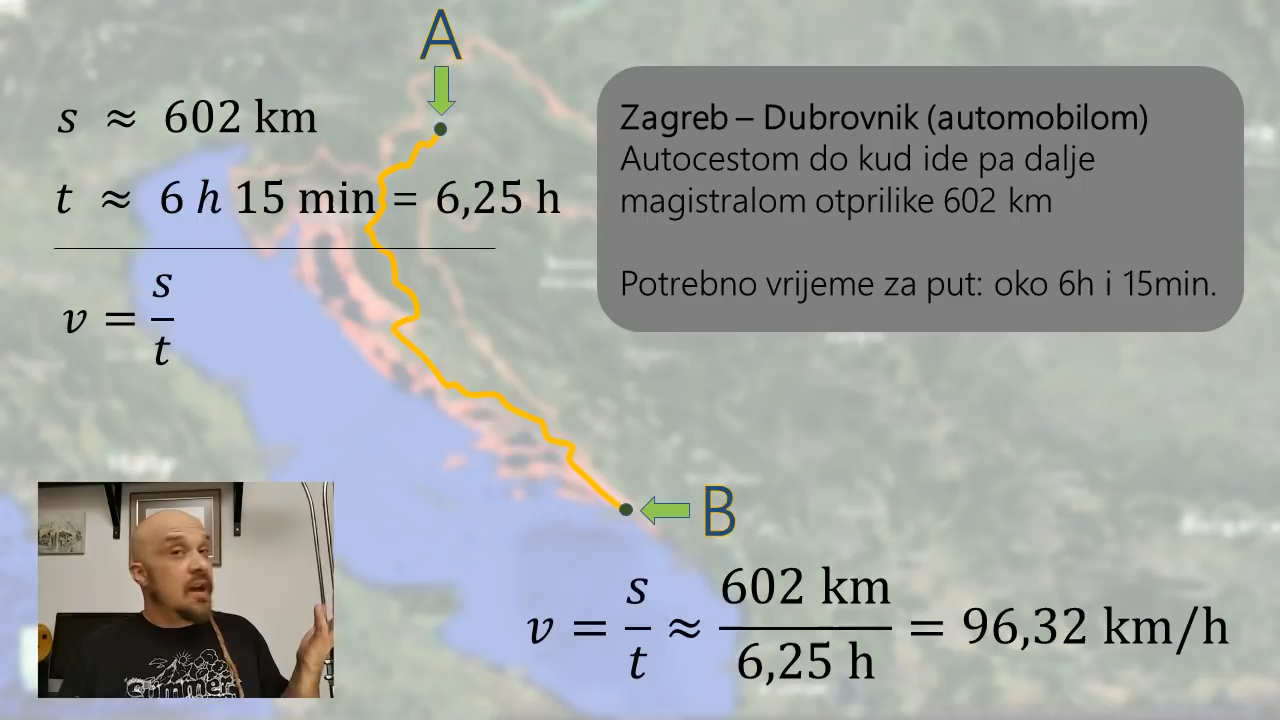 A
s ≈ 602 km
t ≈ 6 h 15 min = 6,25 h
v = s/t
Zagreb – Dubrovnik (automobilom)
Autocestom do kud ide pa dalje
magistralom otprilike 602 km
Potrebno vrijeme za put: oko 6h i 15min.
B
v = s/t ≈ 602 km/6,25 h = 96,32 km/h
Summer